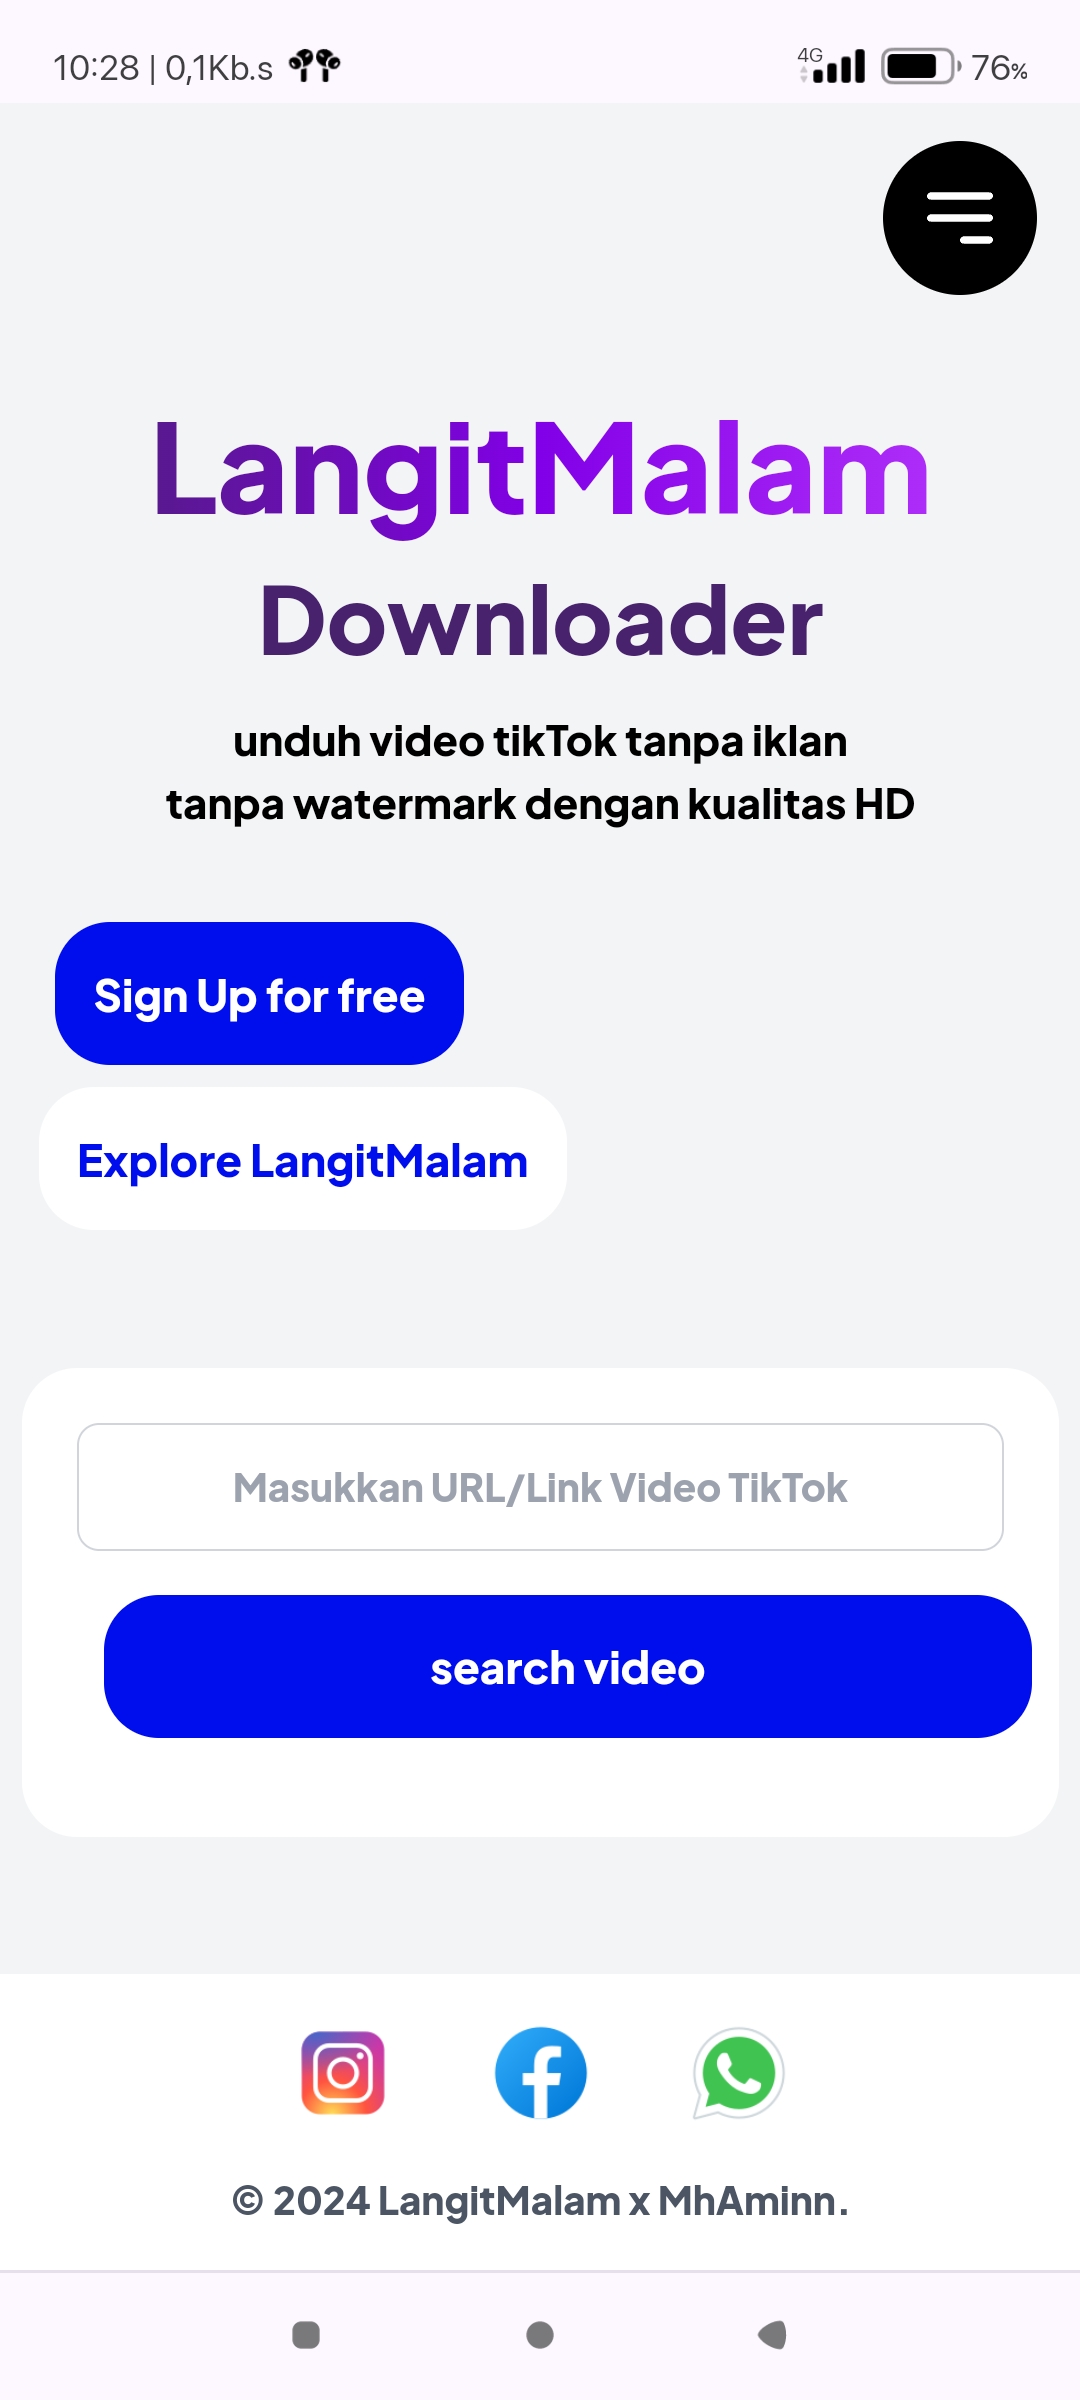 10:28 | 0,1Kb.s 4G 76%
LangitMalam
Downloader
unduh video tikTok tanpa iklan
tanpa watermark dengan kualitas HD
Sign Up for free
Explore LangitMalam
Masukkan URL/Link Video TikTok
search video
© 2024 LangitMalam x MhAminn.